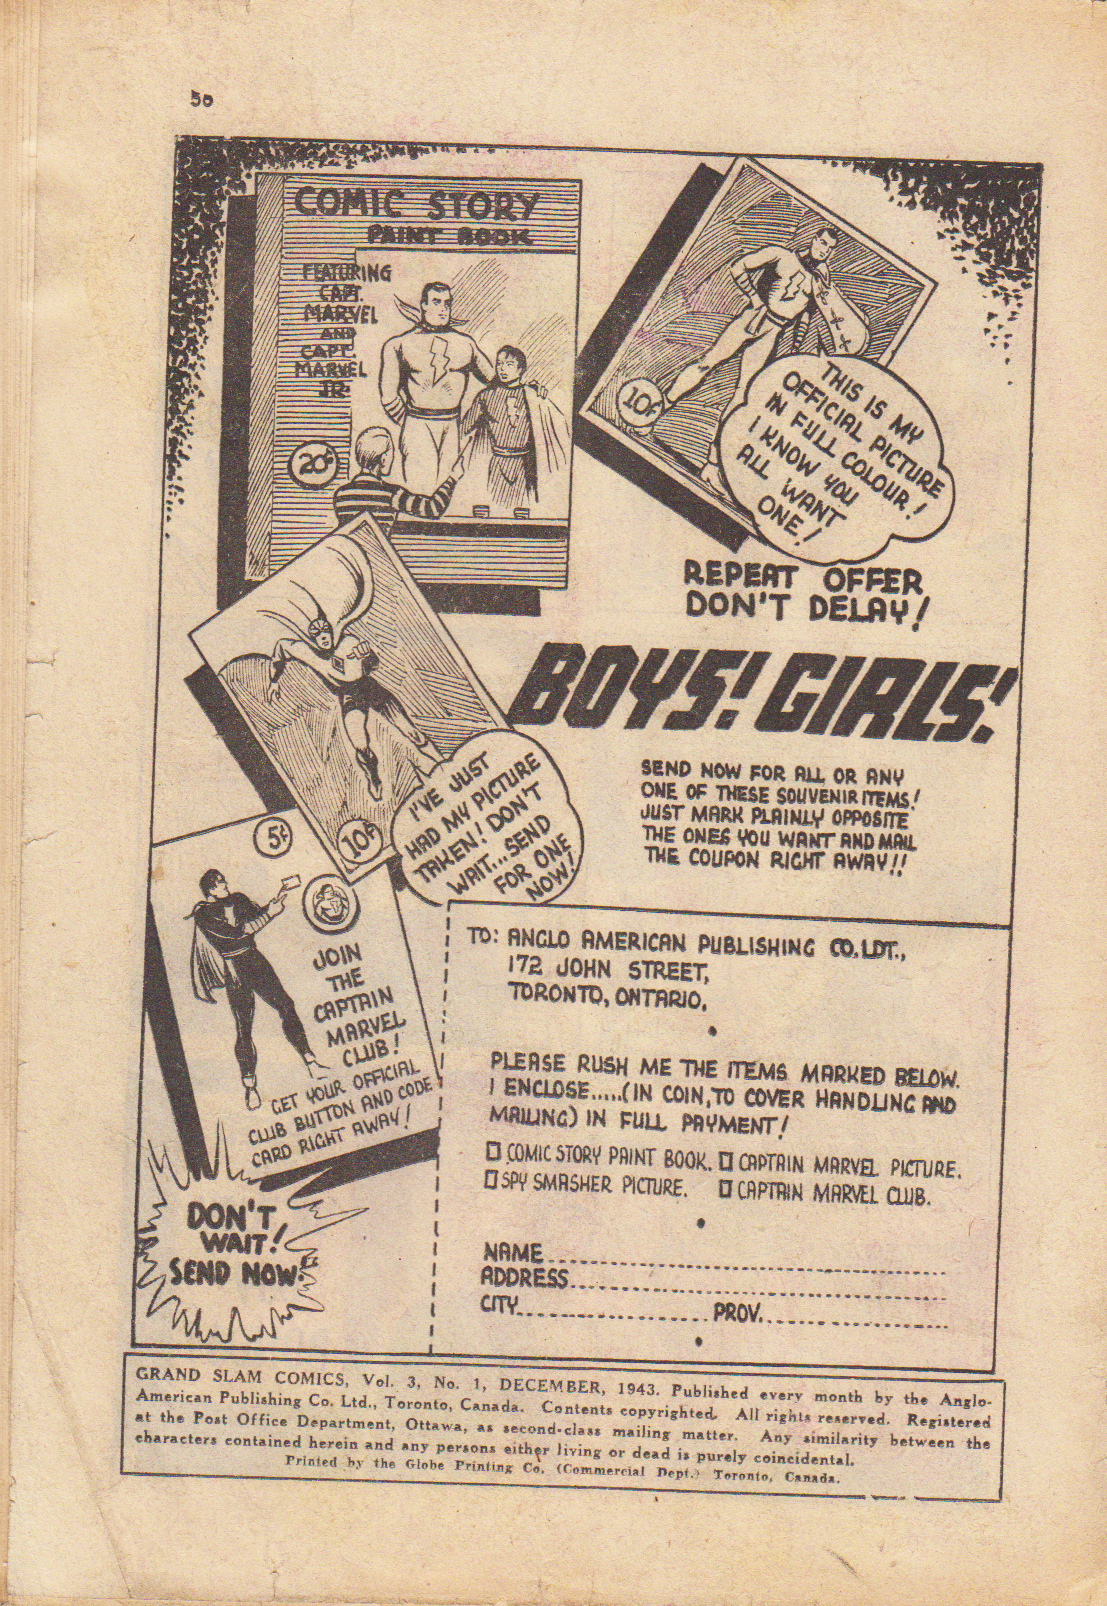 50
COMIC STORY
PAINT BOOK
FEATURING
CAPT.
MARVEL
AND
CAPT.
MARVEL
JR.
20¢
10¢
THIS IS MY
OFFICIAL PICTURE
IN FULL COLOUR!
I KNOW YOU
ALL WANT
ONE!
REPEAT OFFER
DON'T DELAY!
BOYS! GIRLS!
SEND NOW FOR ALL OR ANY
ONE OF THESE SOUVENIR ITEMS!
JUST MARK PLAINLY OPPOSITE
THE ONES YOU WANT AND MAIL
THE COUPON RIGHT AWAY!!
10¢
I'VE JUST
HAD MY PICTURE
TAKEN! DON'T
WAIT...SEND
FOR ONE
NOW!
5¢
JOIN
THE
CAPTAIN
MARVEL
CLUB!
GET YOUR OFFICIAL
CLUB BUTTON AND CODE
CARD RIGHT AWAY!
DON'T
WAIT!
SEND NOW.
TO: ANGLO AMERICAN PUBLISHING CO. LDT.,
172 JOHN STREET,
TORONTO, ONTARIO.
PLEASE RUSH ME THE ITEMS MARKED BELOW.
I ENCLOSE.....(IN COIN, TO COVER HANDLING AND
MAILING) IN FULL PAYMENT!
☐ COMIC STORY PAINT BOOK. ☐ CAPTAIN MARVEL PICTURE.
☐ SPY SMASHER PICTURE. ☐ CAPTAIN MARVEL CLUB.
NAME
ADDRESS
CITY PROV.
GRAND SLAM COMICS, Vol. 3, No. 1, DECEMBER, 1943. Published every month by the Anglo-
American Publishing Co. Ltd., Toronto, Canada. Contents copyrighted. All rights reserved. Registered
at the Post Office Department, Ottawa, as second-class mailing matter. Any similarity between the
characters contained herein and any persons either living or dead is purely coincidental.
Printed by the Globe Printing Co. (Commercial Dept.) Toronto, Canada.